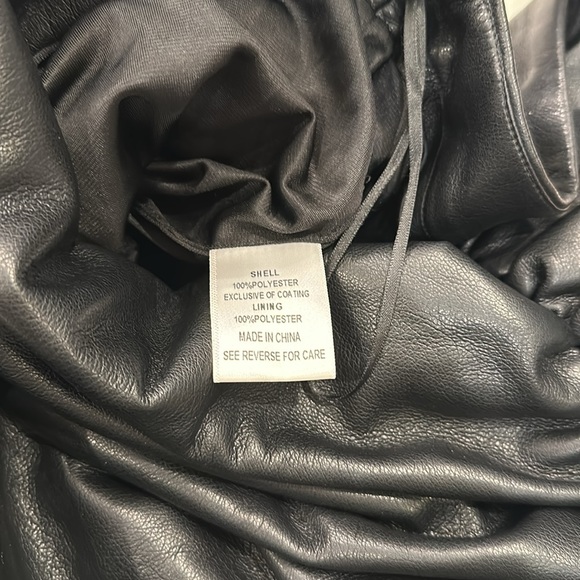 SHELL
100%POLYESTER
EXCLUSIVE OF COATING
LINING
100%POLYESTER
MADE IN CHINA
SEE REVERSE FOR CARE